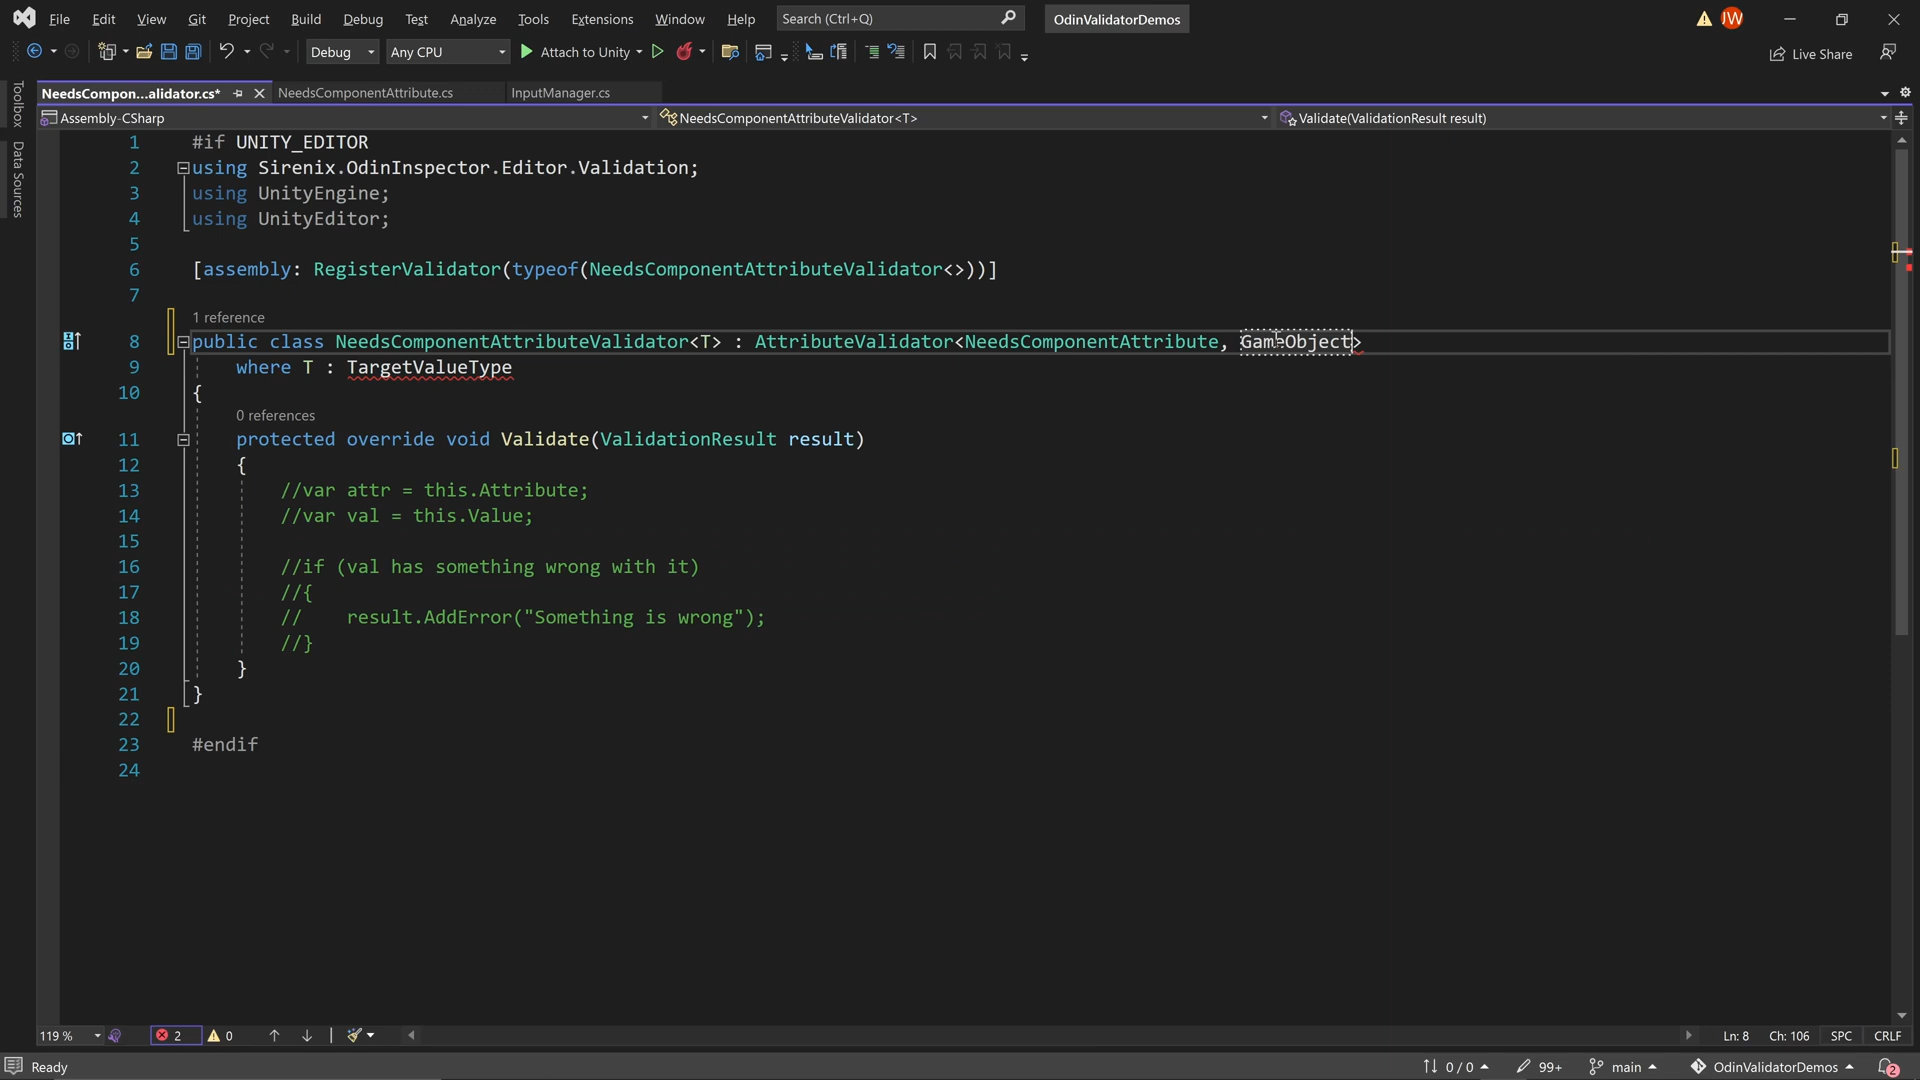 File Edit View Git Project Build Debug Test Analyze Tools Extensions Window Help Search (Ctrl+Q) OdinValidatorDemos JW
Debug Any CPU Attach to Unity Live Share
Toolbox
Data Sources
NeedsCompon...alidator.cs* NeedsComponentAttribute.cs InputManager.cs
Assembly-CSharp NeedsComponentAttributeValidator<T> Validate(ValidationResult result)
1 #if UNITY_EDITOR
2 using Sirenix.OdinInspector.Editor.Validation;
3 using UnityEngine;
4 using UnityEditor;
5
6 [assembly: RegisterValidator(typeof(NeedsComponentAttributeValidator<>))]
7
1 reference
8 public class NeedsComponentAttributeValidator<T> : AttributeValidator<NeedsComponentAttribute, GameObject>
9 where T : TargetValueType
10 {
0 references
11 protected override void Validate(ValidationResult result)
12 {
13 //var attr = this.Attribute;
14 //var val = this.Value;
15
16 //if (val has something wrong with it)
17 //{
18 // result.AddError("Something is wrong");
19 //}
20 }
21 }
22
23 #endif
24
119 % 2 0 Ln: 8 Ch: 106 SPC CRLF
Ready 0 / 0 99+ main OdinValidatorDemos 2